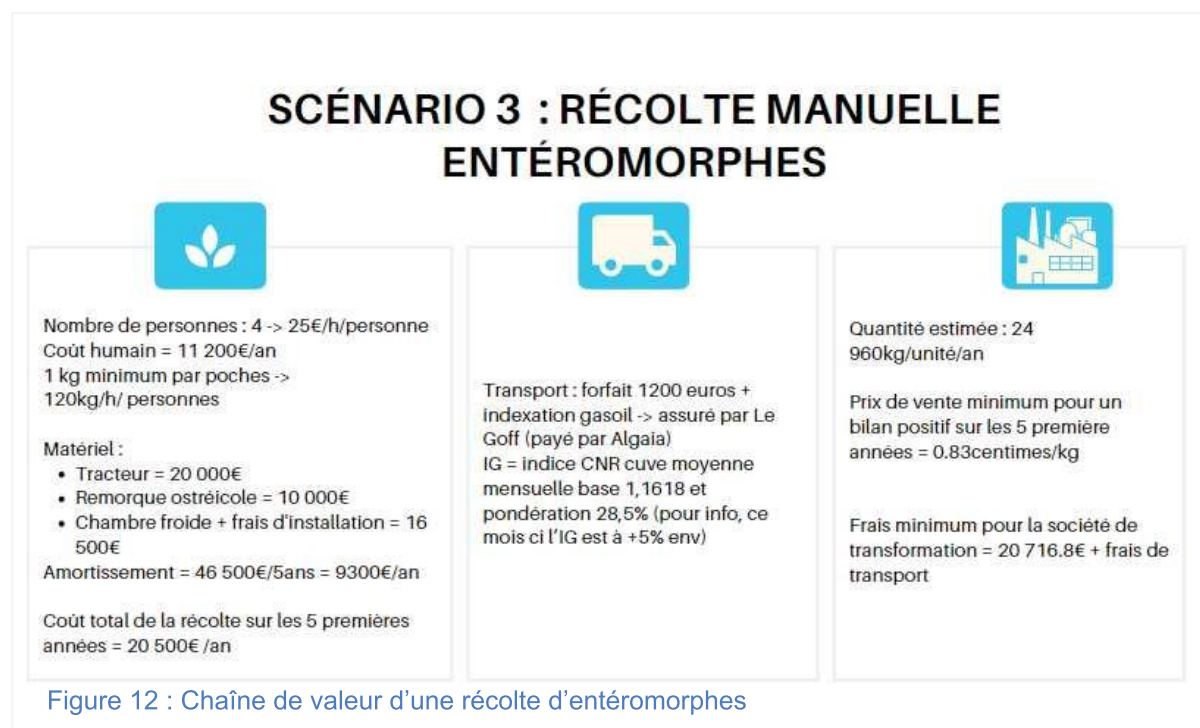 SCÉNARIO 3 : RÉCOLTE MANUELLE
ENTÉROMORPHES
Nombre de personnes : 4 -> 25€/h/personne
Coût humain = 11 200€/an
1 kg minimum par poches ->
120kg/h/ personnes
Matériel :
• Tracteur = 20 000€
• Remorque ostréicole = 10 000€
• Chambre froide + frais d'installation = 16
500€
Amortissement = 46 500€/5ans = 9300€/an
Coût total de la récolte sur les 5 premières
années = 20 500€ /an
Transport : forfait 1200 euros +
indexation gasoil -> assuré par Le
Goff (payé par Algaia)
IG = indice CNR cuve moyenne
mensuelle base 1,1618 et
pondération 28,5% (pour info, ce
mois ci l'IG est à +5% env)
Quantité estimée : 24
960kg/unité/an
Prix de vente minimum pour un
bilan positif sur les 5 première
années = 0.83centimes/kg
Frais minimum pour la société de
transformation = 20 716.8€ + frais de
transport
Figure 12 : Chaîne de valeur d'une récolte d'entéromorphes